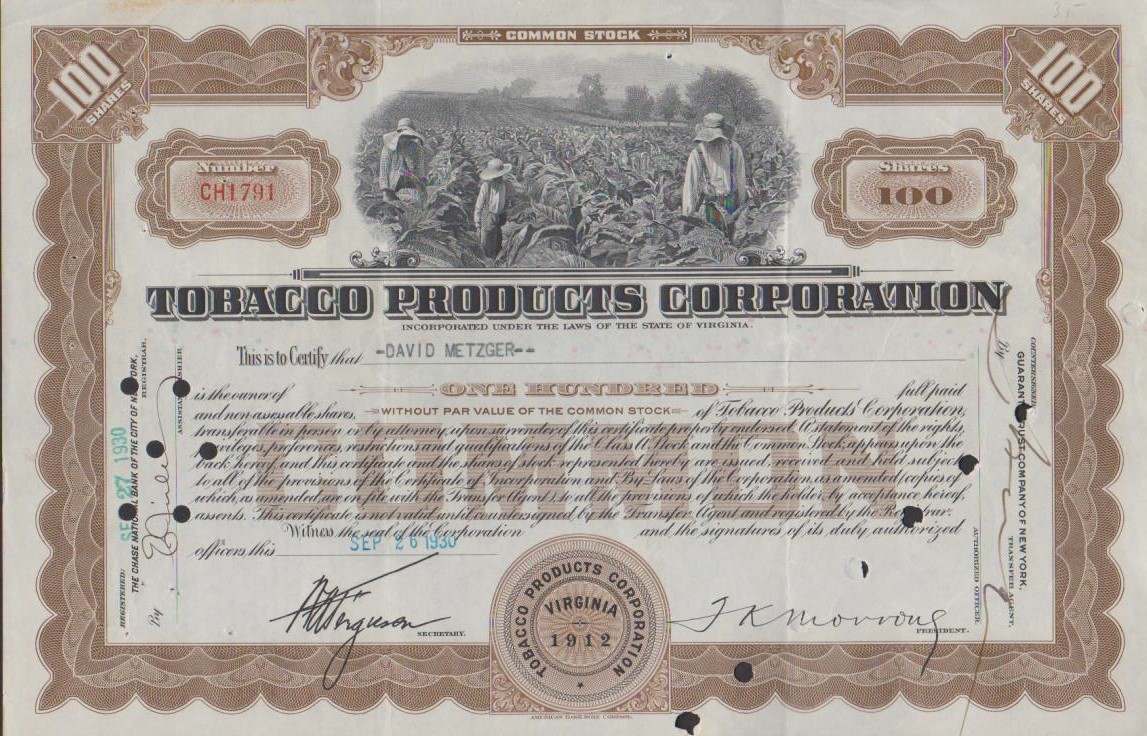 35-
COMMON STOCK
100
SHARES
100
SHARES
Number
CH1791
Shares
100
TOBACCO PRODUCTS CORPORATION
INCORPORATED UNDER THE LAWS OF THE STATE OF VIRGINIA.
This is to Certify that -DAVID METZGER--
is the owner of ONE HUNDRED full paid
and non assessable shares, WITHOUT PAR VALUE OF THE COMMON STOCK of Tobacco Products Corporation,
transferable in person or by attorney, upon surrender of this certificate properly endorsed. A statement of the rights,
privileges, preferences, restrictions and qualifications of the Class A Stock and the Common Stock, appears upon the
back hereof, and this certificate and the shares of stock represented hereby are issued, received and held subject
to all of the provisions of the Certificate of Incorporation and By-laws of the Corporation, as amended (copies of
which, as amended, are on file with the Transfer Agent), to all the provisions of which the holder, by acceptance hereof,
assents. This certificate is not valid until countersigned by the Transfer Agent and registered by the Registrar.
COMMON
Witness the seal of the Corporation and the signatures of its duly authorized
officers this SEP 26 1930
SECRETARY.
PRESIDENT.
TOBACCO PRODUCTS CORPORATION
VIRGINIA
1912
AMERICAN BANK NOTE COMPANY.
REGISTERED: SEP 27 1930
THE CHASE NATIONAL BANK OF THE CITY OF NEW YORK,
REGISTRAR.
By
ASSISTANT CASHIER.
COUNTERSIGNED
GUARANTY TRUST COMPANY OF NEW YORK,
TRANSFER AGENT.
By
AUTHORIZED OFFICER.